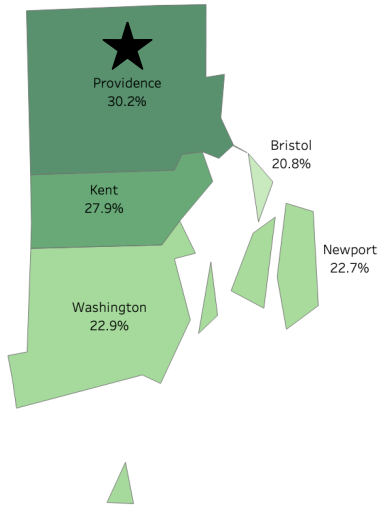 Providence
30.2%
Bristol
20.8%
Kent
27.9%
Newport
22.7%
Washington
22.9%